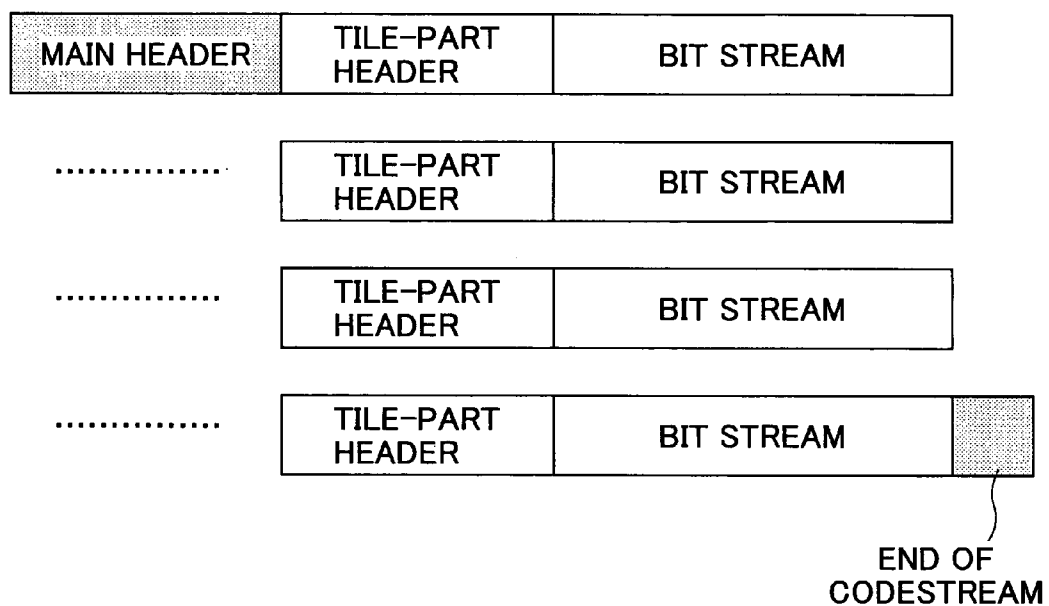 MAIN HEADER
TILE-PART
HEADER
BIT STREAM
TILE-PART
HEADER
BIT STREAM
TILE-PART
HEADER
BIT STREAM
TILE-PART
HEADER
BIT STREAM
END OF
CODESTREAM